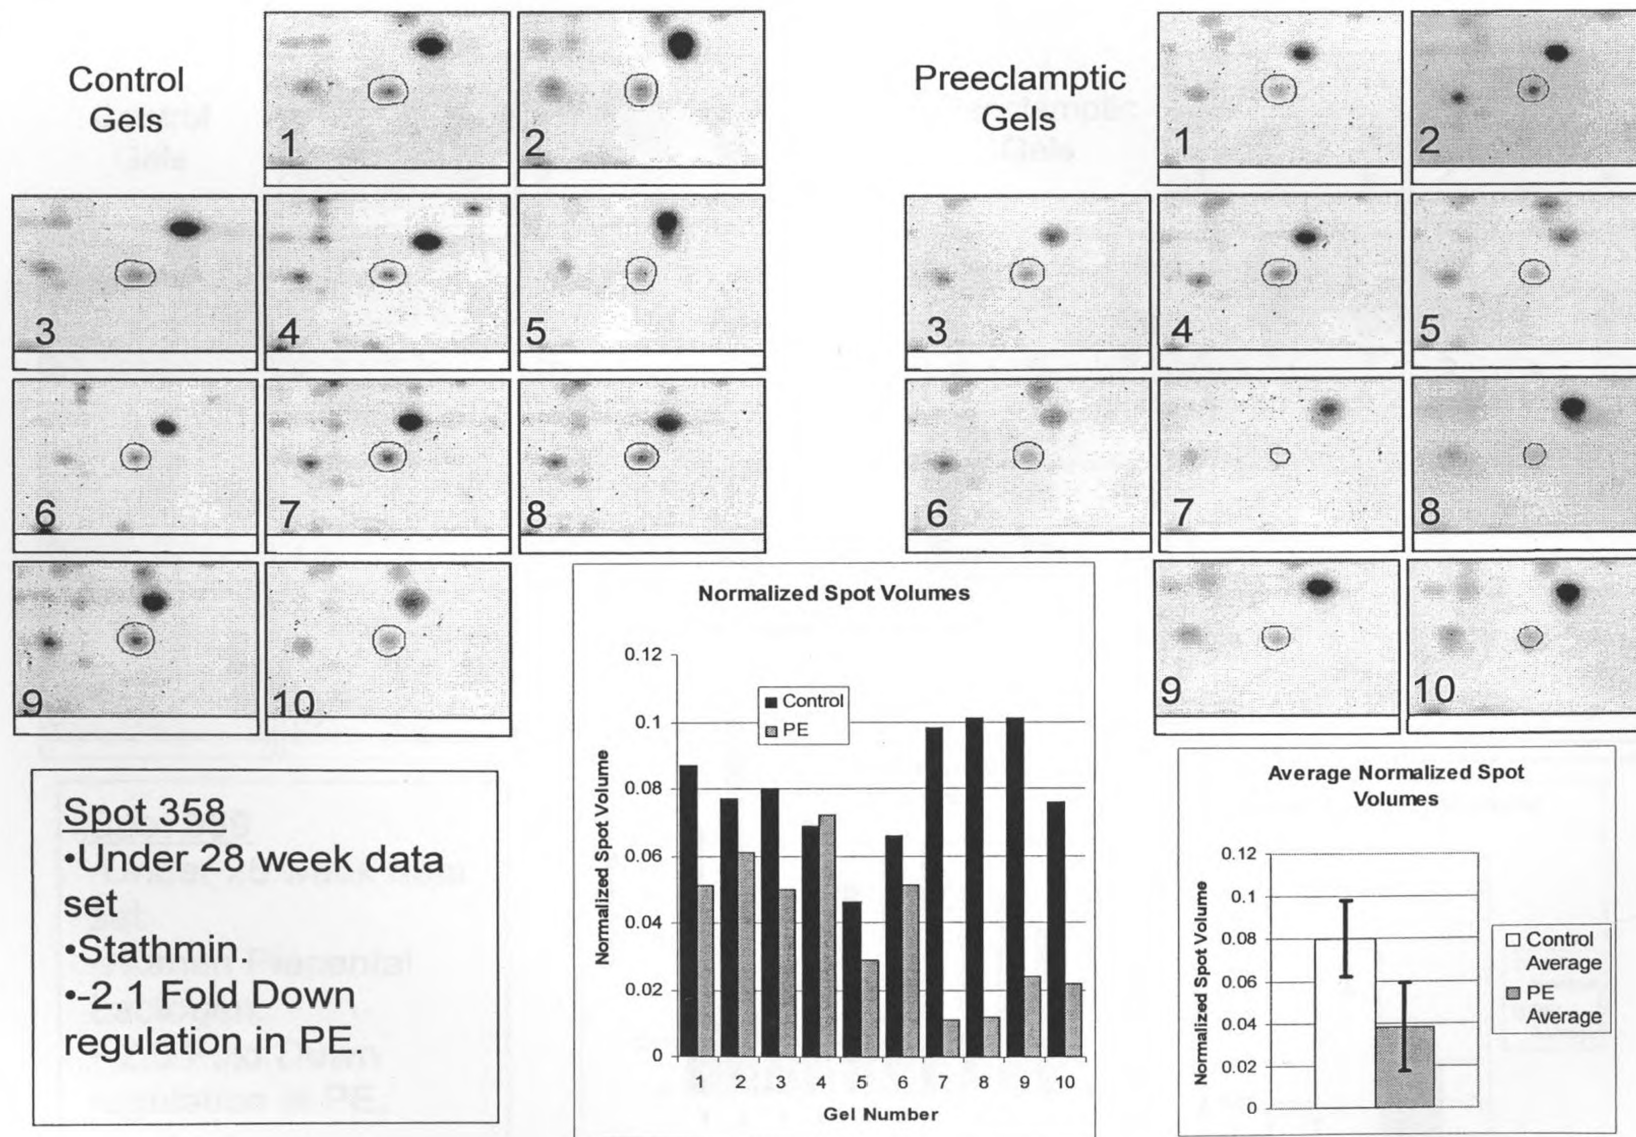 Control
Gels
1
2
3
4
5
6
7
8
9
10
Preeclamptic
Gels
1
2
3
4
5
6
7
8
9
10
Spot 358
•Under 28 week data
set
•Stathmin.
•-2.1 Fold Down
regulation in PE.
Normalized Spot Volumes
Normalized Spot Volume
0.12
0.1
0.08
0.06
0.04
0.02
0
Control
PE
1 2 3 4 5 6 7 8 9 10
Gel Number
Average Normalized Spot
Volumes
Normalized Spot Volume
0.12
0.1
0.08
0.06
0.04
0.02
0
Control
Average
PE
Average